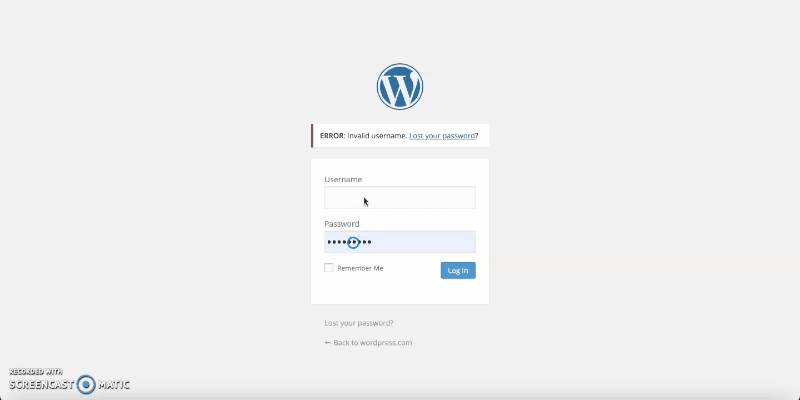 W
ERROR: Invalid username. Lost your password?
Username
Password
Remember Me
Log In
Lost your password?
← Back to wordpress.com
RECORDED WITH
SCREENCAST MATIC